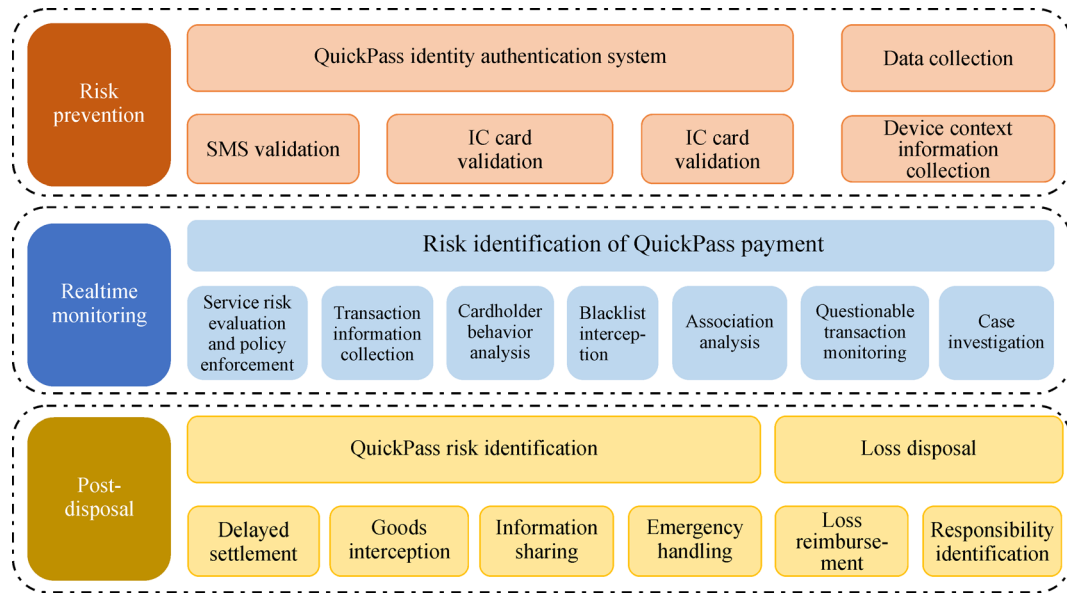 Risk
prevention
QuickPass identity authentication system
Data collection
SMS validation
IC card
validation
IC card
validation
Device context
information
collection
Realtime
monitoring
Risk identification of QuickPass payment
Service risk
evaluation
and policy
enforcement
Transaction
information
collection
Cardholder
behavior
analysis
Blacklist
intercep-
tion
Association
analysis
Questionable
transaction
monitoring
Case
investigation
Post-
disposal
QuickPass risk identification
Loss disposal
Delayed
settlement
Goods
interception
Information
sharing
Emergency
handling
Loss
reimburse-
ment
Responsibility
identification